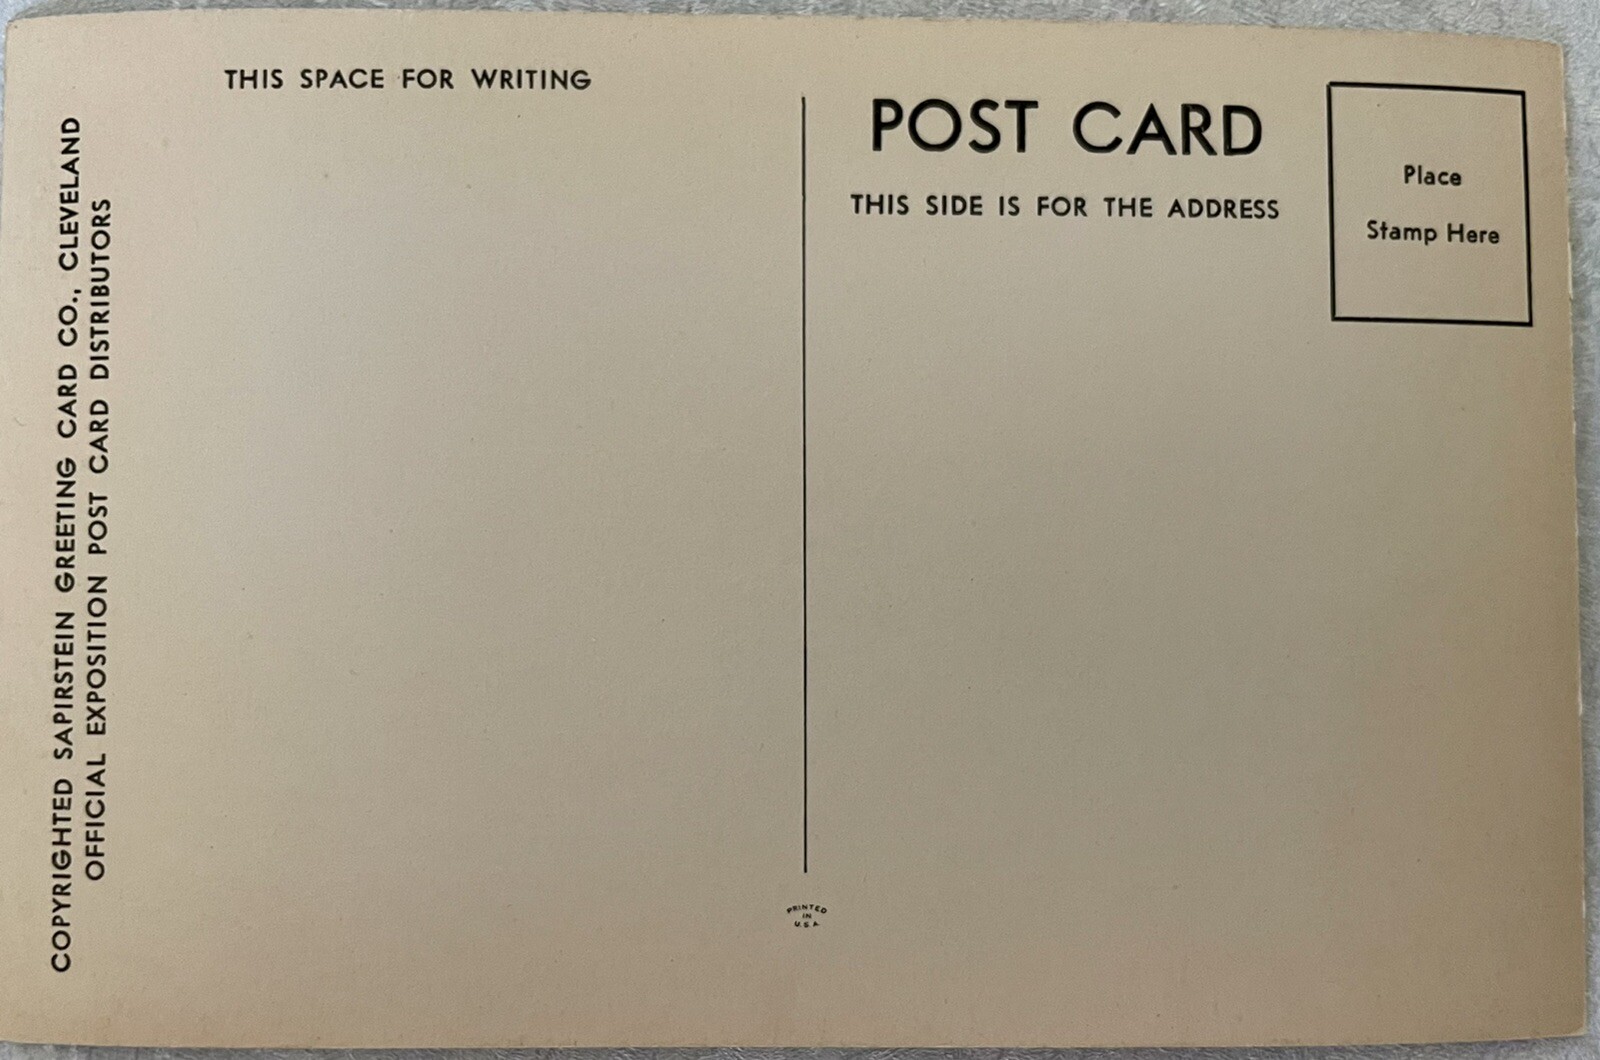 THIS SPACE FOR WRITING
POST CARD
THIS SIDE IS FOR THE ADDRESS
Place
Stamp Here
COPYRIGHTED SAPIRSTEIN GREETING CARD CO., CLEVELAND
OFFICIAL EXPOSITION POST CARD DISTRIBUTORS
PRINTED
IN
U.S.A.